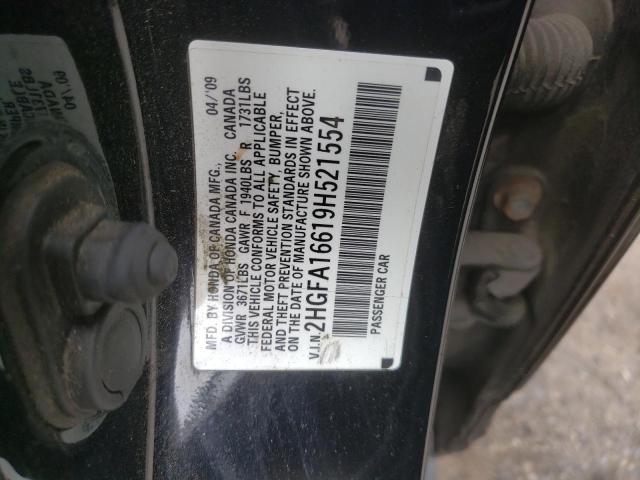 MFD. BY HONDA OF CANADA MFG., 04/09
A DIVISION OF HONDA CANADA INC. CANADA
GVWR 3671LBS GAWR F 1940LBS R 1731LBS
THIS VEHICLE CONFORMS TO ALL APPLICABLE
FEDERAL MOTOR VEHICLE SAFETY, BUMPER,
AND THEFT PREVENTION STANDARDS IN EFFECT
ON THE DATE OF MANUFACTURE SHOWN ABOVE.
V.I.N. 2HGFA16619H521554
PASSENGER CAR